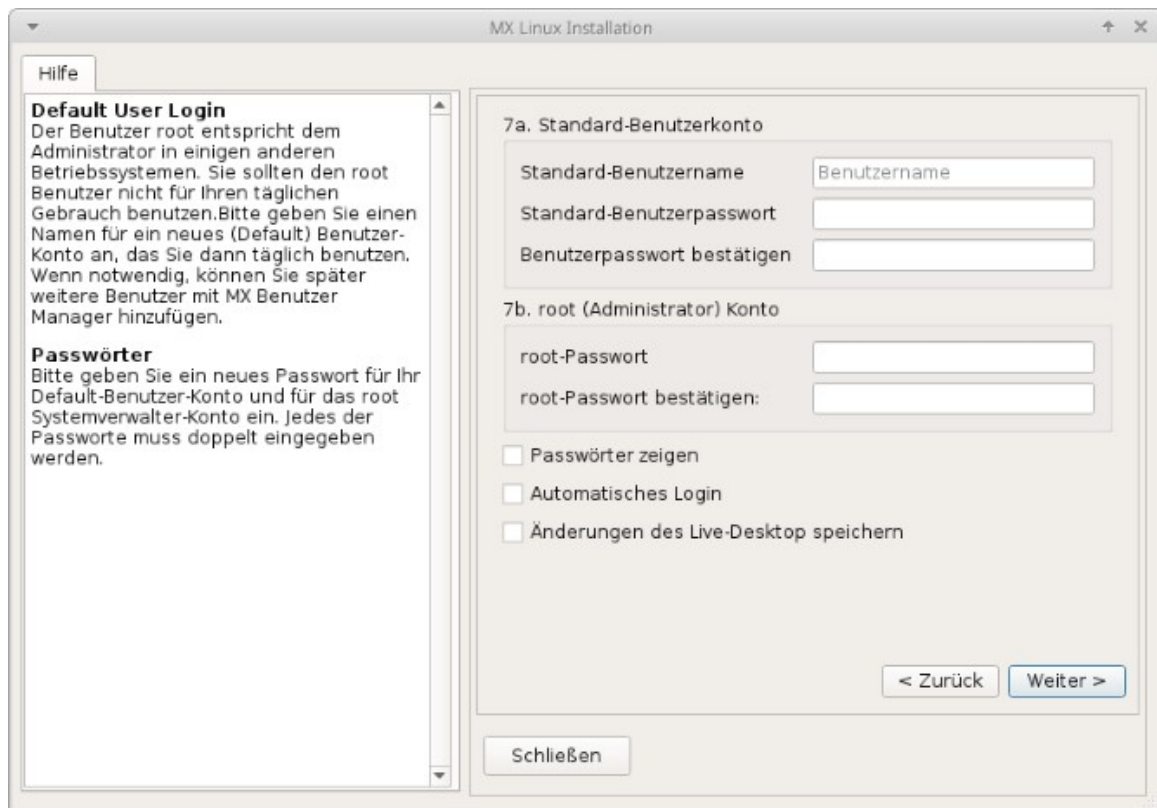 MX Linux Installation
Hilfe
Default User Login
Der Benutzer root entspricht dem
Administrator in einigen anderen
Betriebssystemen. Sie sollten den root
Benutzer nicht für Ihren täglichen
Gebrauch benutzen.Bitte geben Sie einen
Namen für ein neues (Default) Benutzer-
Konto an, das Sie dann täglich benutzen.
Wenn notwendig, können Sie später
weitere Benutzer mit MX Benutzer
Manager hinzufügen.
Passwörter
Bitte geben Sie ein neues Passwort für Ihr
Default-Benutzer-Konto und für das root
Systemverwalter-Konto ein. Jedes der
Passworte muss doppelt eingegeben
werden.
7a. Standard-Benutzerkonto
Standard-Benutzername Benutzername
Standard-Benutzerpasswort
Benutzerpasswort bestätigen
7b. root (Administrator) Konto
root-Passwort
root-Passwort bestätigen:
Passwörter zeigen
Automatisches Login
Änderungen des Live-Desktop speichern
< Zurück Weiter >
Schließen